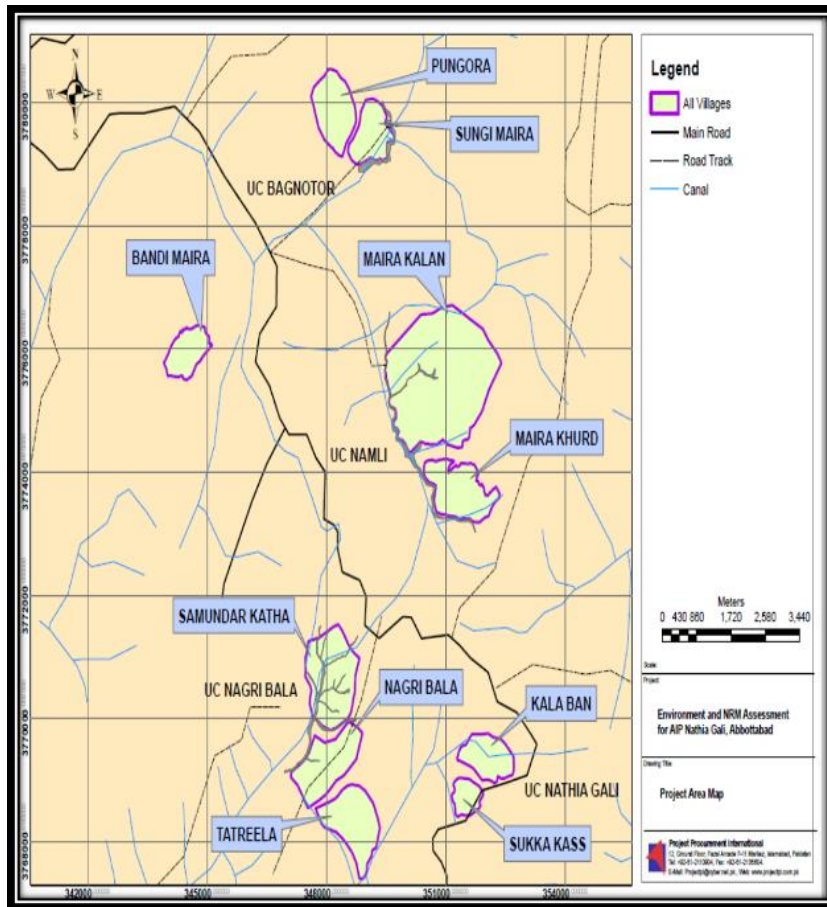 N
W E
S
PUNGORA
SUNGI MAIRA
UC BAGNOTOR
BANDI MAIRA
MAIRA KALAN
MAIRA KHURD
UC NAMLI
SAMUNDAR KATHA
UC NAGRI BALA
NAGRI BALA
KALA BAN
UC NATHIA GALI
TATREELA
SUKKA KASS
3780000
3778000
3776000
3774000
3772000
3770000
3768000
342000 345000 348000 351000 354000
Legend
All Villages
Main Road
Road Track
Canal
Meters
0 430 860 1,720 2,580 3,440
Scale:
Project
Environment and NRM Assessment
for AIP Nathia Gali, Abbottabad
Drawing Title:
Project Area Map
Project Procurement International